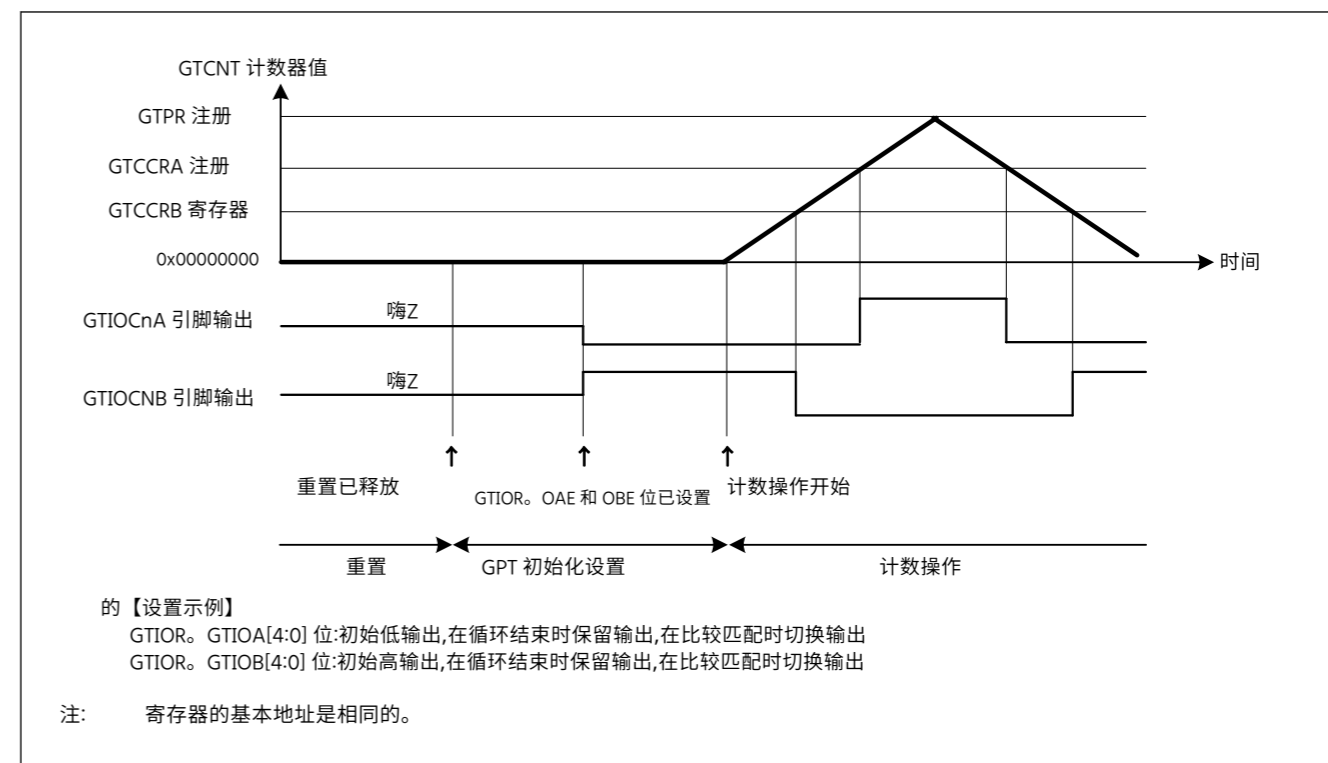 GTCNT 计数器值
GTPR 注册
GTCCRA 注册
GTCCRB 寄存器
0x00000000
时间
GTIOCnA 引脚输出
嗨Z
GTIOCNB 引脚输出
嗨Z
重置已释放
GTIOR。OAE 和 OBE 位已设置
计数操作开始
重置
GPT 初始化设置
计数操作
的【设置示例】
GTIOR。GTIOA[4:0] 位:初始低输出,在循环结束时保留输出,在比较匹配时切换输出
GTIOR。GTIOB[4:0] 位:初始高输出,在循环结束时保留输出,在比较匹配时切换输出
注: 寄存器的基本地址是相同的。